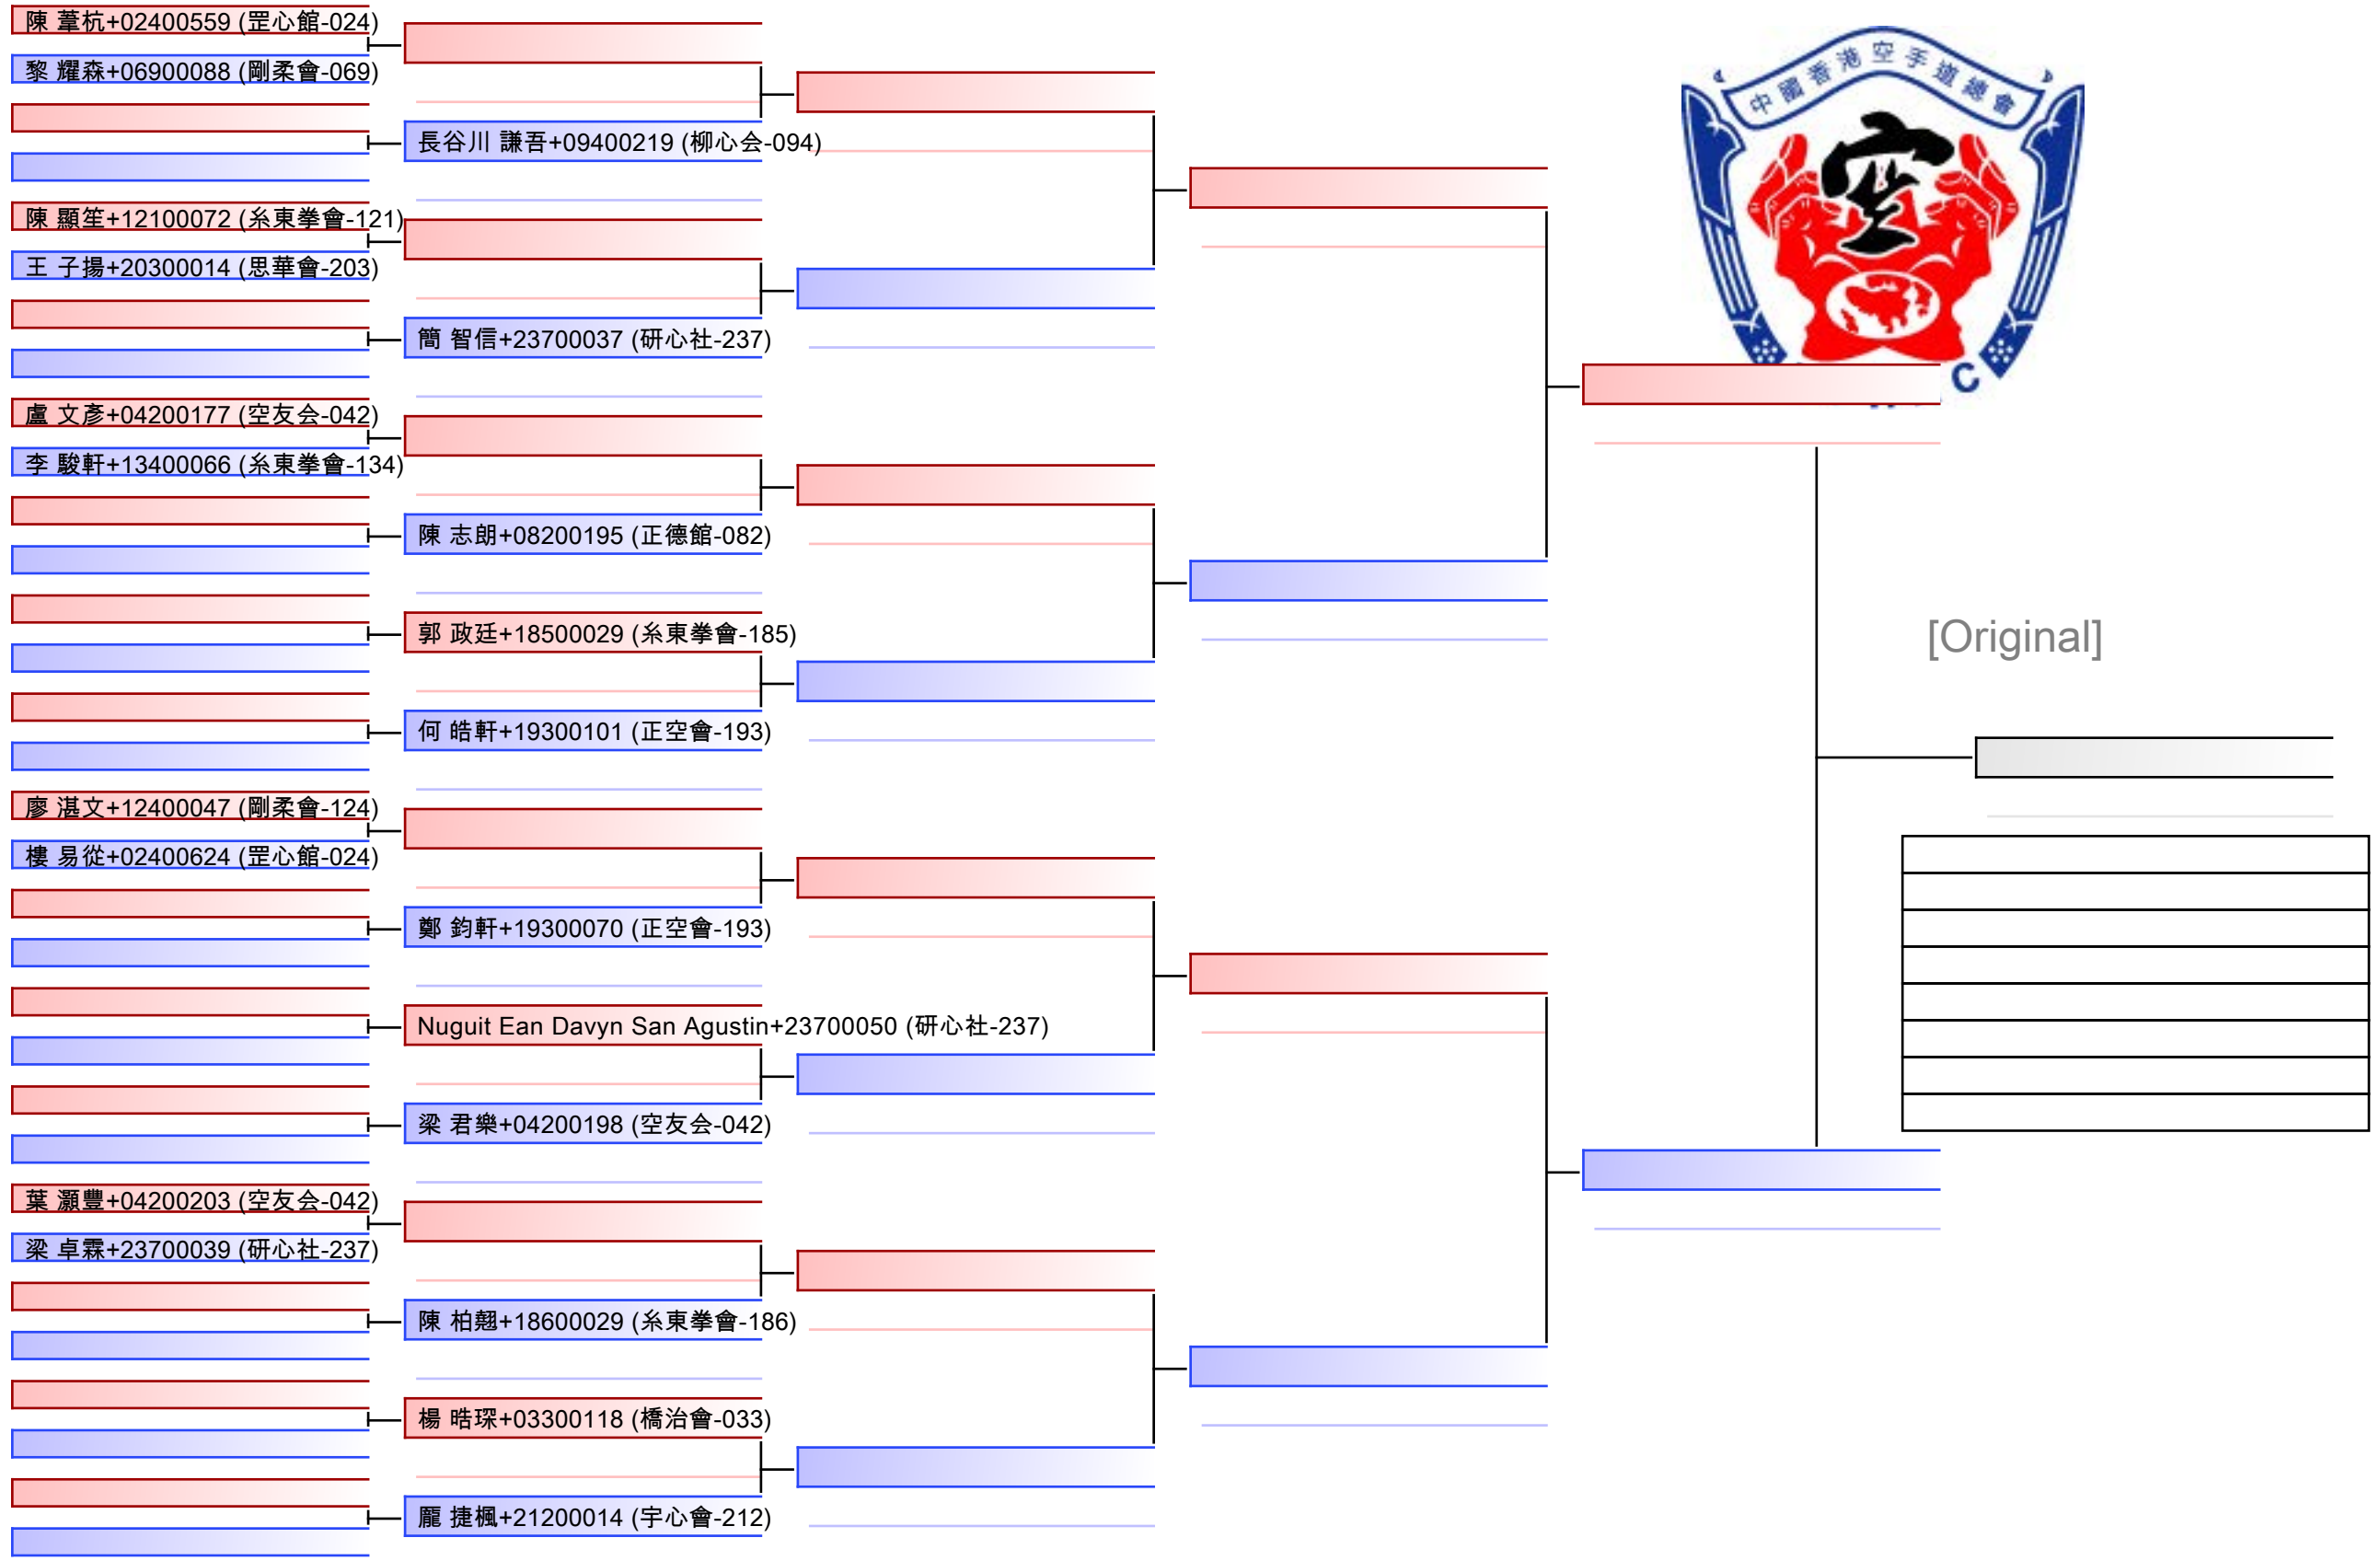 陳 葦杭+02400559 (罡心館-024)
黎 耀森+06900088 (剛柔會-069)
長谷川 謙吾+09400219 (柳心会-094)
陳 顯笙+12100072 (糸東拳會-121)
王 子揚+20300014 (思華會-203)
簡 智信+23700037 (研心社-237)
盧 文彥+04200177 (空友会-042)
李 駿軒+13400066 (糸東拳會-134)
陳 志朗+08200195 (正德館-082)
郭 政廷+18500029 (糸東拳會-185)
何 皓軒+19300101 (正空會-193)
廖 湛文+12400047 (剛柔會-124)
樓 易從+02400624 (罡心館-024)
鄭 鈞軒+19300070 (正空會-193)
Nuguit Ean Davyn San Agustin+23700050 (研心社-237)
梁 君樂+04200198 (空友会-042)
葉 灝豐+04200203 (空友会-042)
梁 卓霖+23700039 (研心社-237)
陳 柏翹+18600029 (糸東拳會-186)
楊 晧琛+03300118 (橋治會-033)
龎 捷楓+21200014 (宇心會-212)
中國香港空手道總會
空
C
[Original]